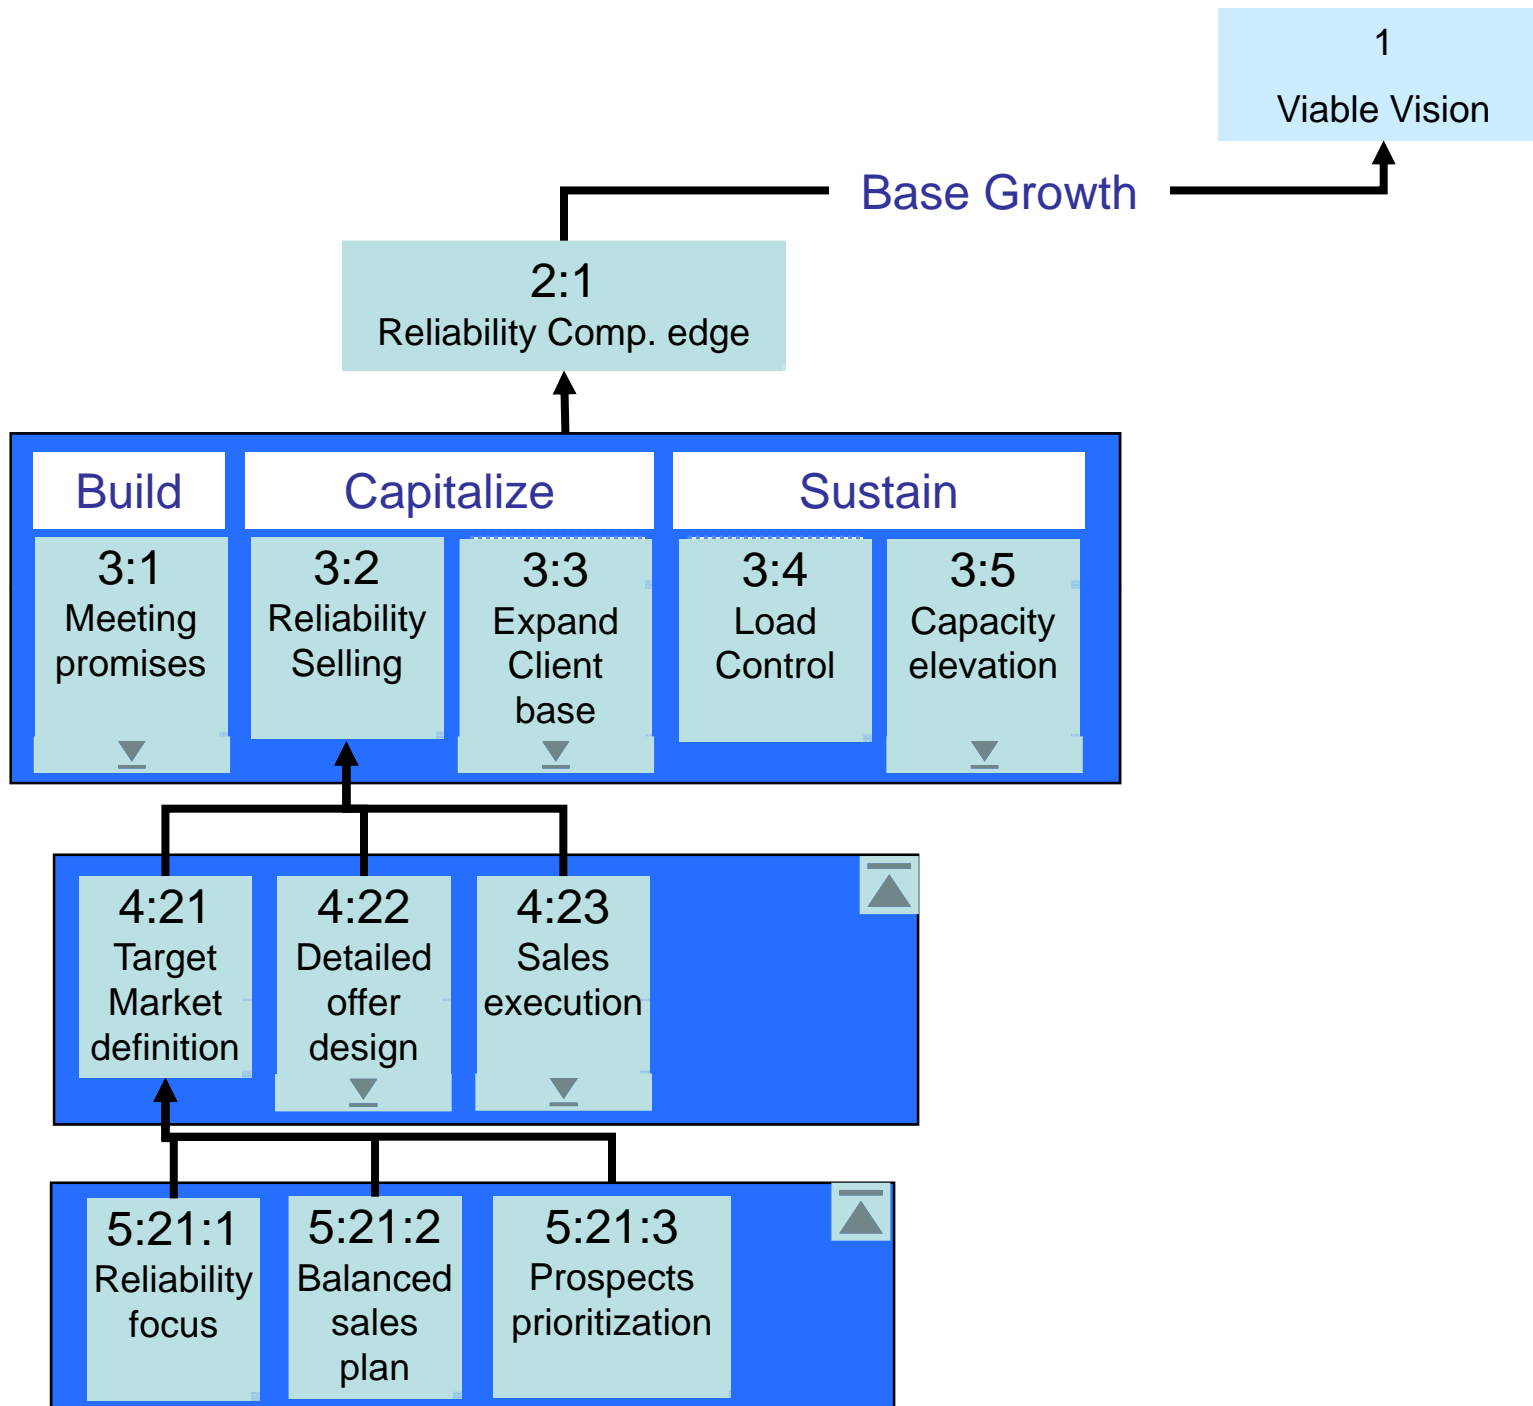 1
Viable Vision
Base Growth
2:1
Reliability Comp. edge
Build
Capitalize
Sustain
3:1
Meeting
promises
3:2
Reliability
Selling
3:3
Expand
Client
base
3:4
Load
Control
3:5
Capacity
elevation
4:21
Target
Market
definition
4:22
Detailed
offer
design
4:23
Sales
execution
5:21:1
Reliability
focus
5:21:2
Balanced
sales
plan
5:21:3
Prospects
prioritization